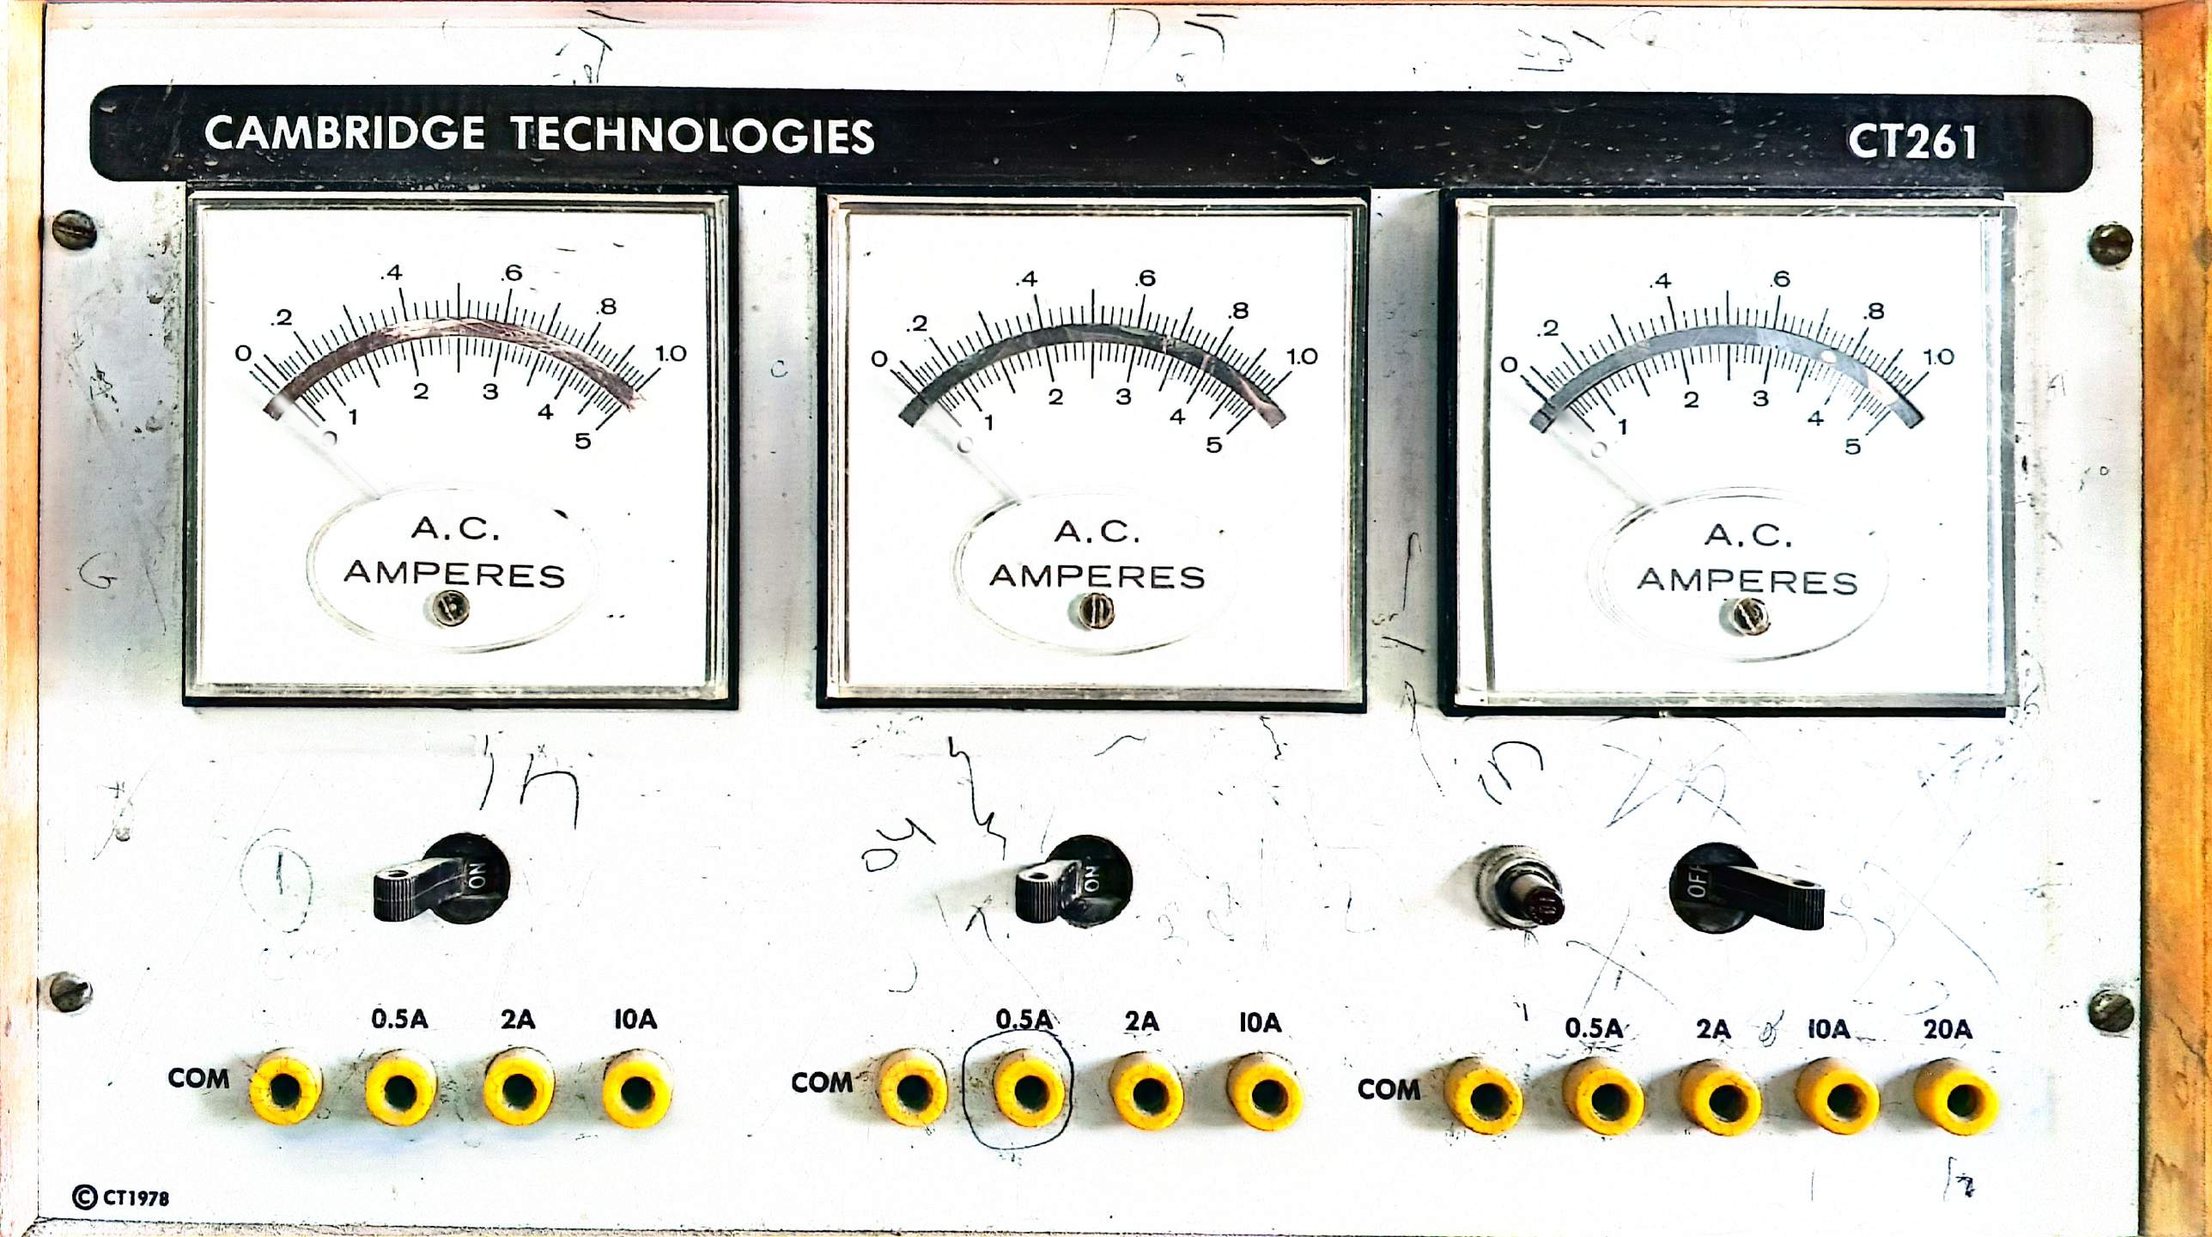 CAMBRIDGE TECHNOLOGIES CT261
.4 .6
.2 .8
0 1.0
1 2 3 4 5
A.C.
AMPERES
.4 .6
.2 .8
0 1.0
1 2 3 4 5
A.C.
AMPERES
.4 .6
.2 .8
0 1.0
1 2 3 4 5
A.C.
AMPERES
in
in
1
ON
ON
OFF
0.5A 2A 10A
COM
0.5A 2A 10A
COM
0.5A 2A 10A 20A
COM
© CT1978